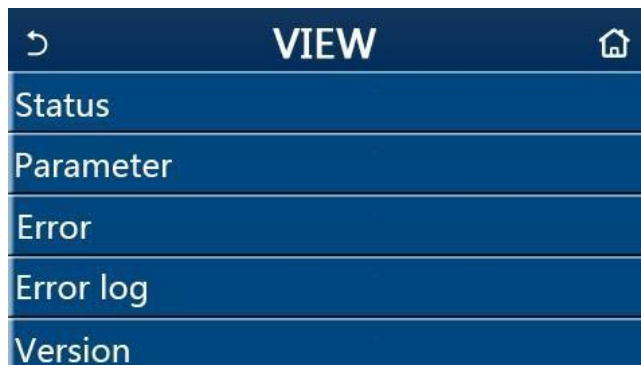 VIEW
Status
Parameter
Error
Error log
Version